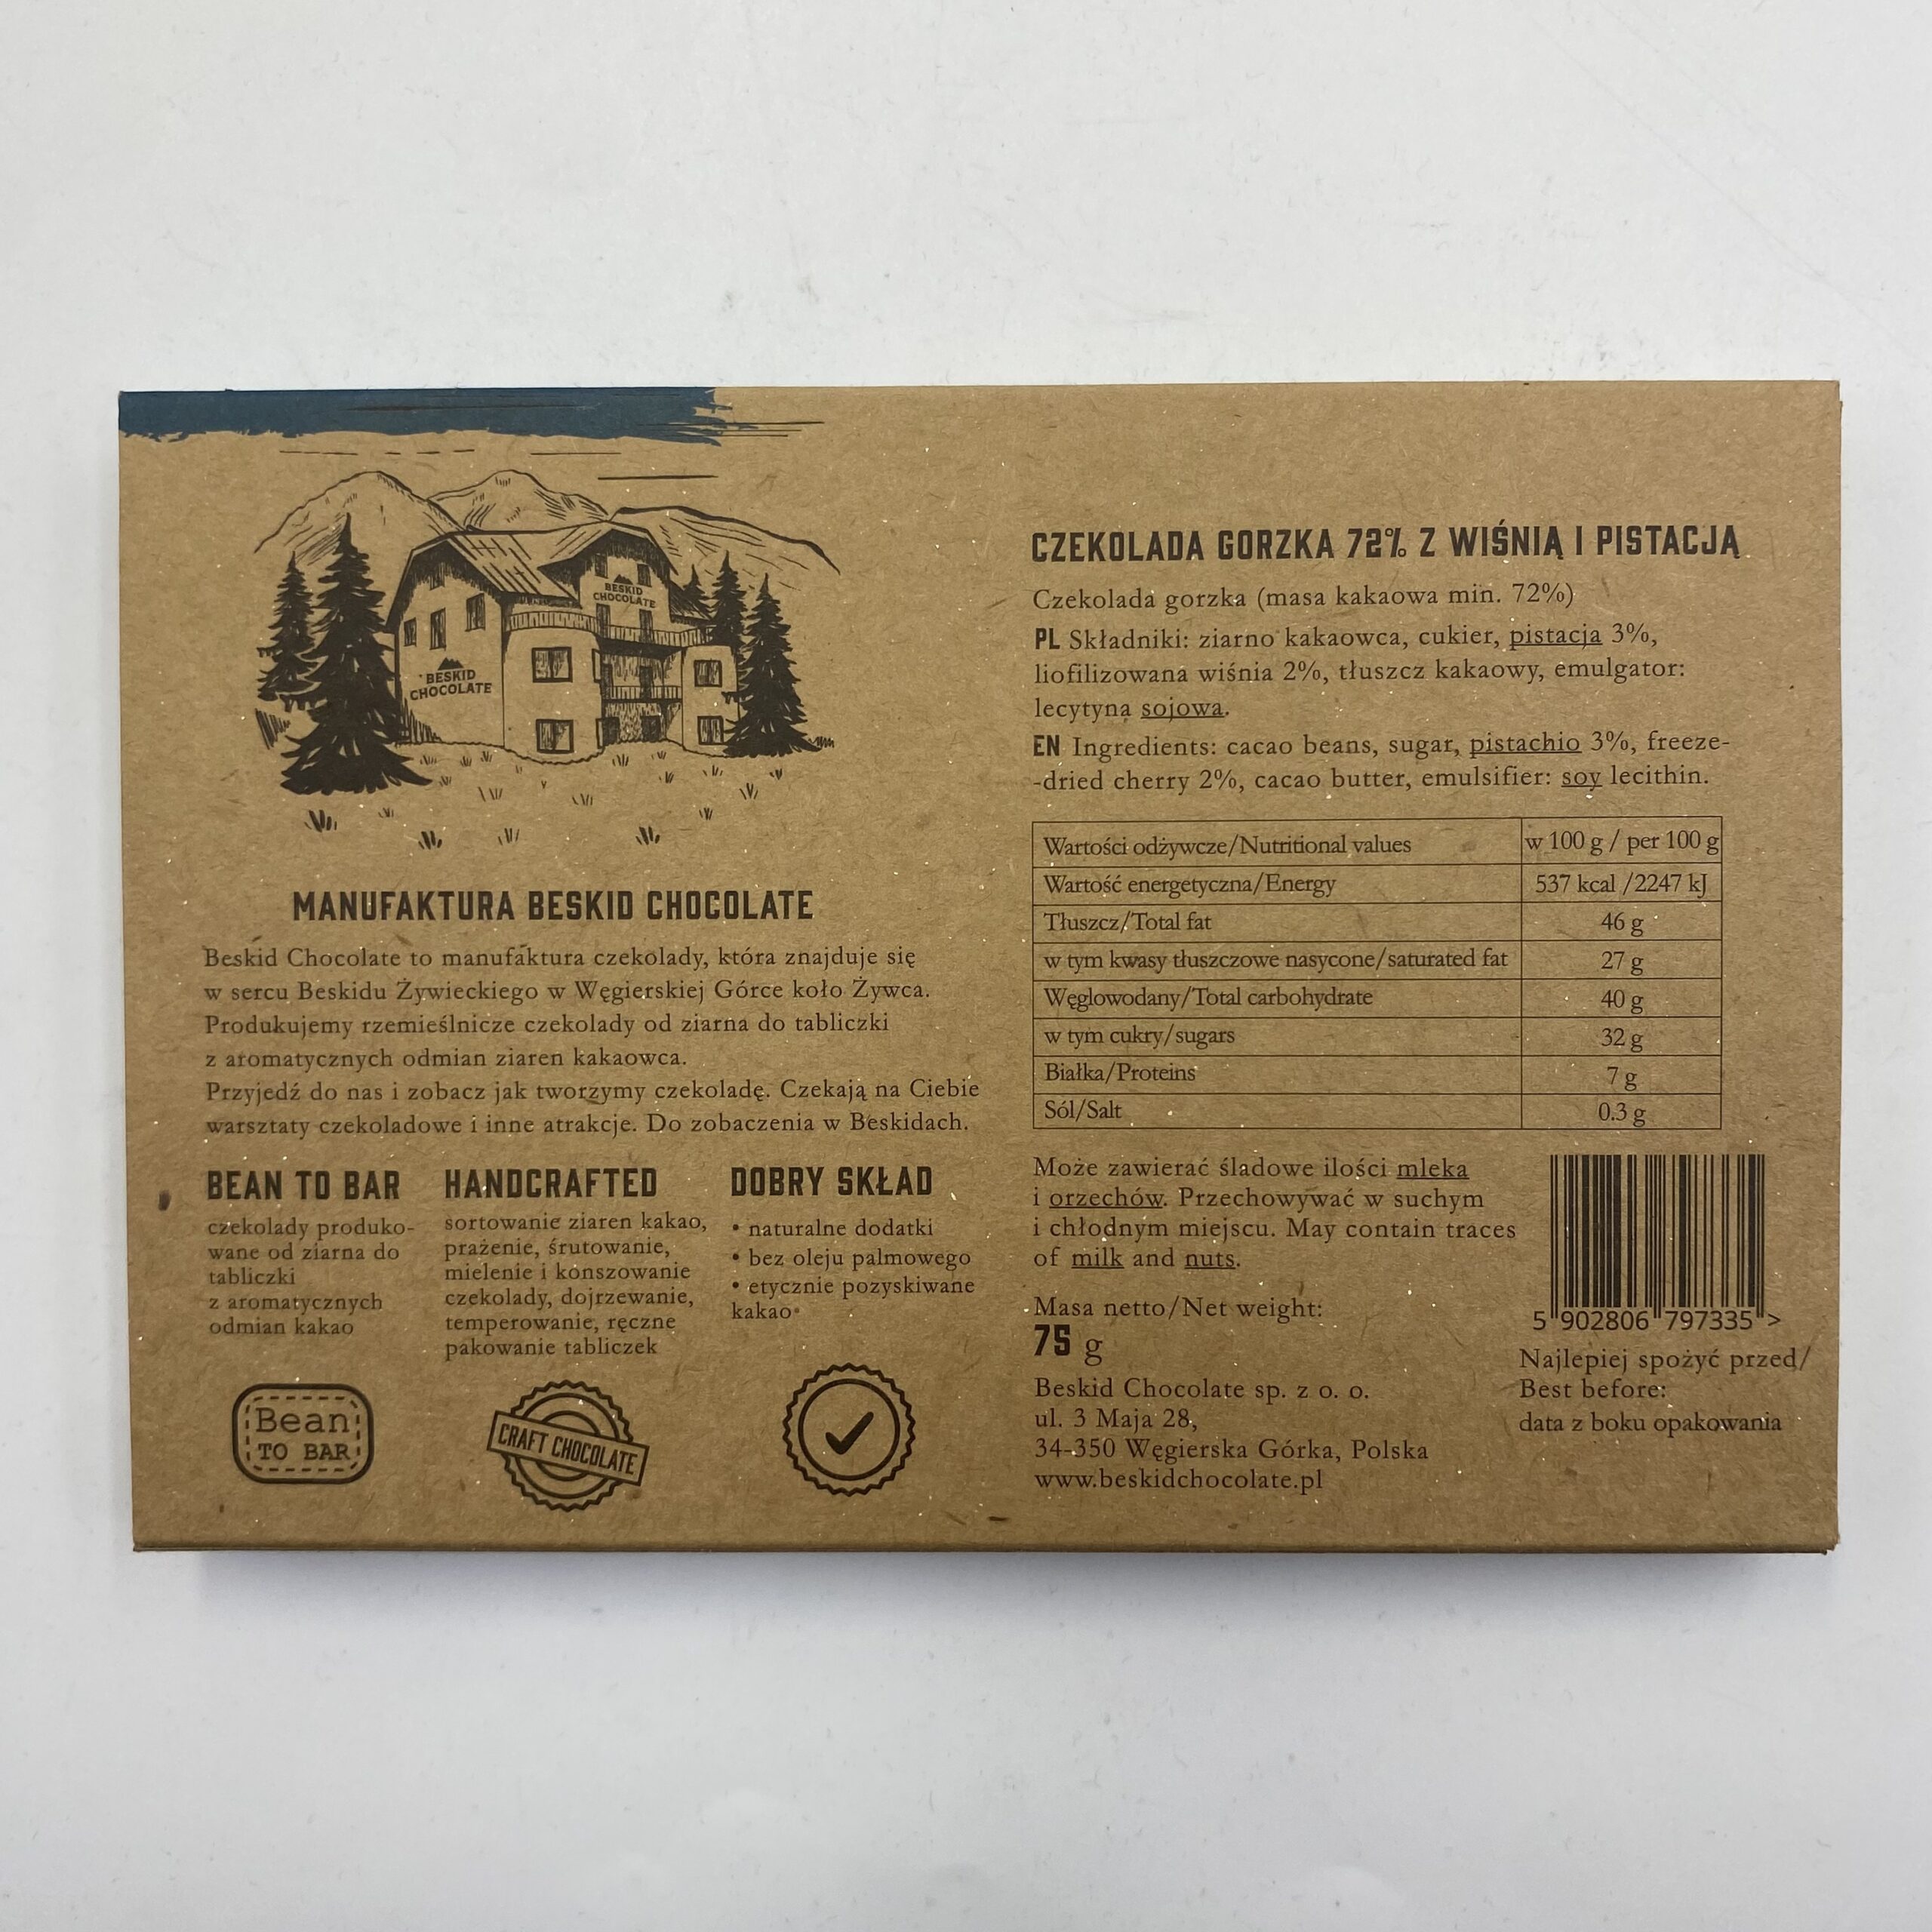 BESKID
CHOCOLATE
BESKID
CHOCOLATE
MANUFAKTURA BESKID CHOCOLATE
Beskid Chocolate to manufaktura czekolady, która znajduje się
w sercu Beskidu Żywieckiego w Węgierskiej Górce koło Żywca.
Produkujemy rzemieślnicze czekolady od ziarna do tabliczki
z aromatycznych odmian ziaren kakaowca.
Przyjedź do nas i zobacz jak tworzymy czekoladę. Czekają na Ciebie
warsztaty czekoladowe i inne atrakcje. Do zobaczenia w Beskidach.
BEAN TO BAR
czekolady produko-
wane od ziarna do
tabliczki
z aromatycznych
odmian kakao
Bean
TO BAR
HANDCRAFTED
sortowanie ziaren kakao,
prażenie, śrutowanie,
mielenie i konszowanie
czekolady, dojrzewanie,
temperowanie, ręczne
pakowanie tabliczek
CRAFT CHOCOLATE
DOBRY SKŁAD
• naturalne dodatki
• bez oleju palmowego
• etycznie pozyskiwane
kakao
CZEKOLADA GORZKA 72% Z WIŚNIĄ I PISTACJĄ
Czekolada gorzka (masa kakaowa min. 72%)
PL Składniki: ziarno kakaowca, cukier, pistacja 3%,
liofilizowana wiśnia 2%, tłuszcz kakaowy, emulgator:
lecytyna sojowa.
EN Ingredients: cacao beans, sugar, pistachio 3%, freeze-
-dried cherry 2%, cacao butter, emulsifier: soy lecithin.
Wartości odżywcze/Nutritional values w 100 g / per 100 g
Wartość energetyczna/Energy 537 kcal /2247 kJ
Tłuszcz/Total fat 46 g
w tym kwasy tłuszczowe nasycone/saturated fat 27 g
Węglowodany/Total carbohydrate 40 g
w tym cukry/sugars 32 g
Białka/Proteins 7 g
Sól/Salt 0.3 g
Może zawierać śladowe ilości mleka
i orzechów. Przechowywać w suchym
i chłodnym miejscu. May contain traces
of milk and nuts.
Masa netto/Net weight:
75 g
Beskid Chocolate sp. z o. o.
ul. 3 Maja 28,
34-350 Węgierska Górka, Polska
www.beskidchocolate.pl
5 902806 797335 >
Najlepiej spożyć przed/
Best before:
data z boku opakowania